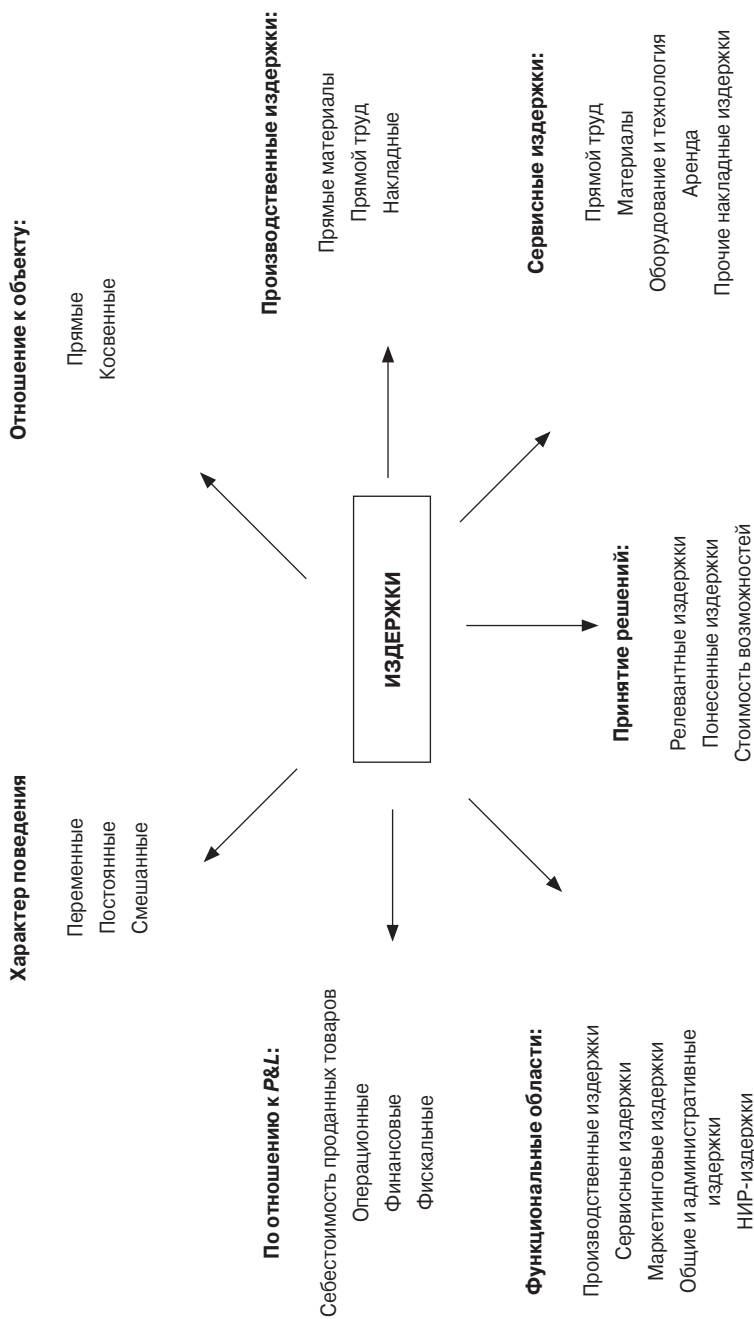 Характер поведения
Переменные
Постоянные
Смешанные
Отношение к объекту:
Прямые
Косвенные
По отношению к P&L:
Себестоимость проданных товаров
Операционные
Финансовые
Фискальные
ИЗДЕРЖКИ
Производственные издержки:
Прямые материалы
Прямой труд
Накладные
Функциональные области:
Производственные издержки
Сервисные издержки
Маркетинговые издержки
Общие и административные
издержки
НИР-издержки
Принятие решений:
Релевантные издержки
Понесенные издержки
Стоимость возможностей
Сервисные издержки:
Прямой труд
Материалы
Оборудование и технология
Аренда
Прочие накладные издержки